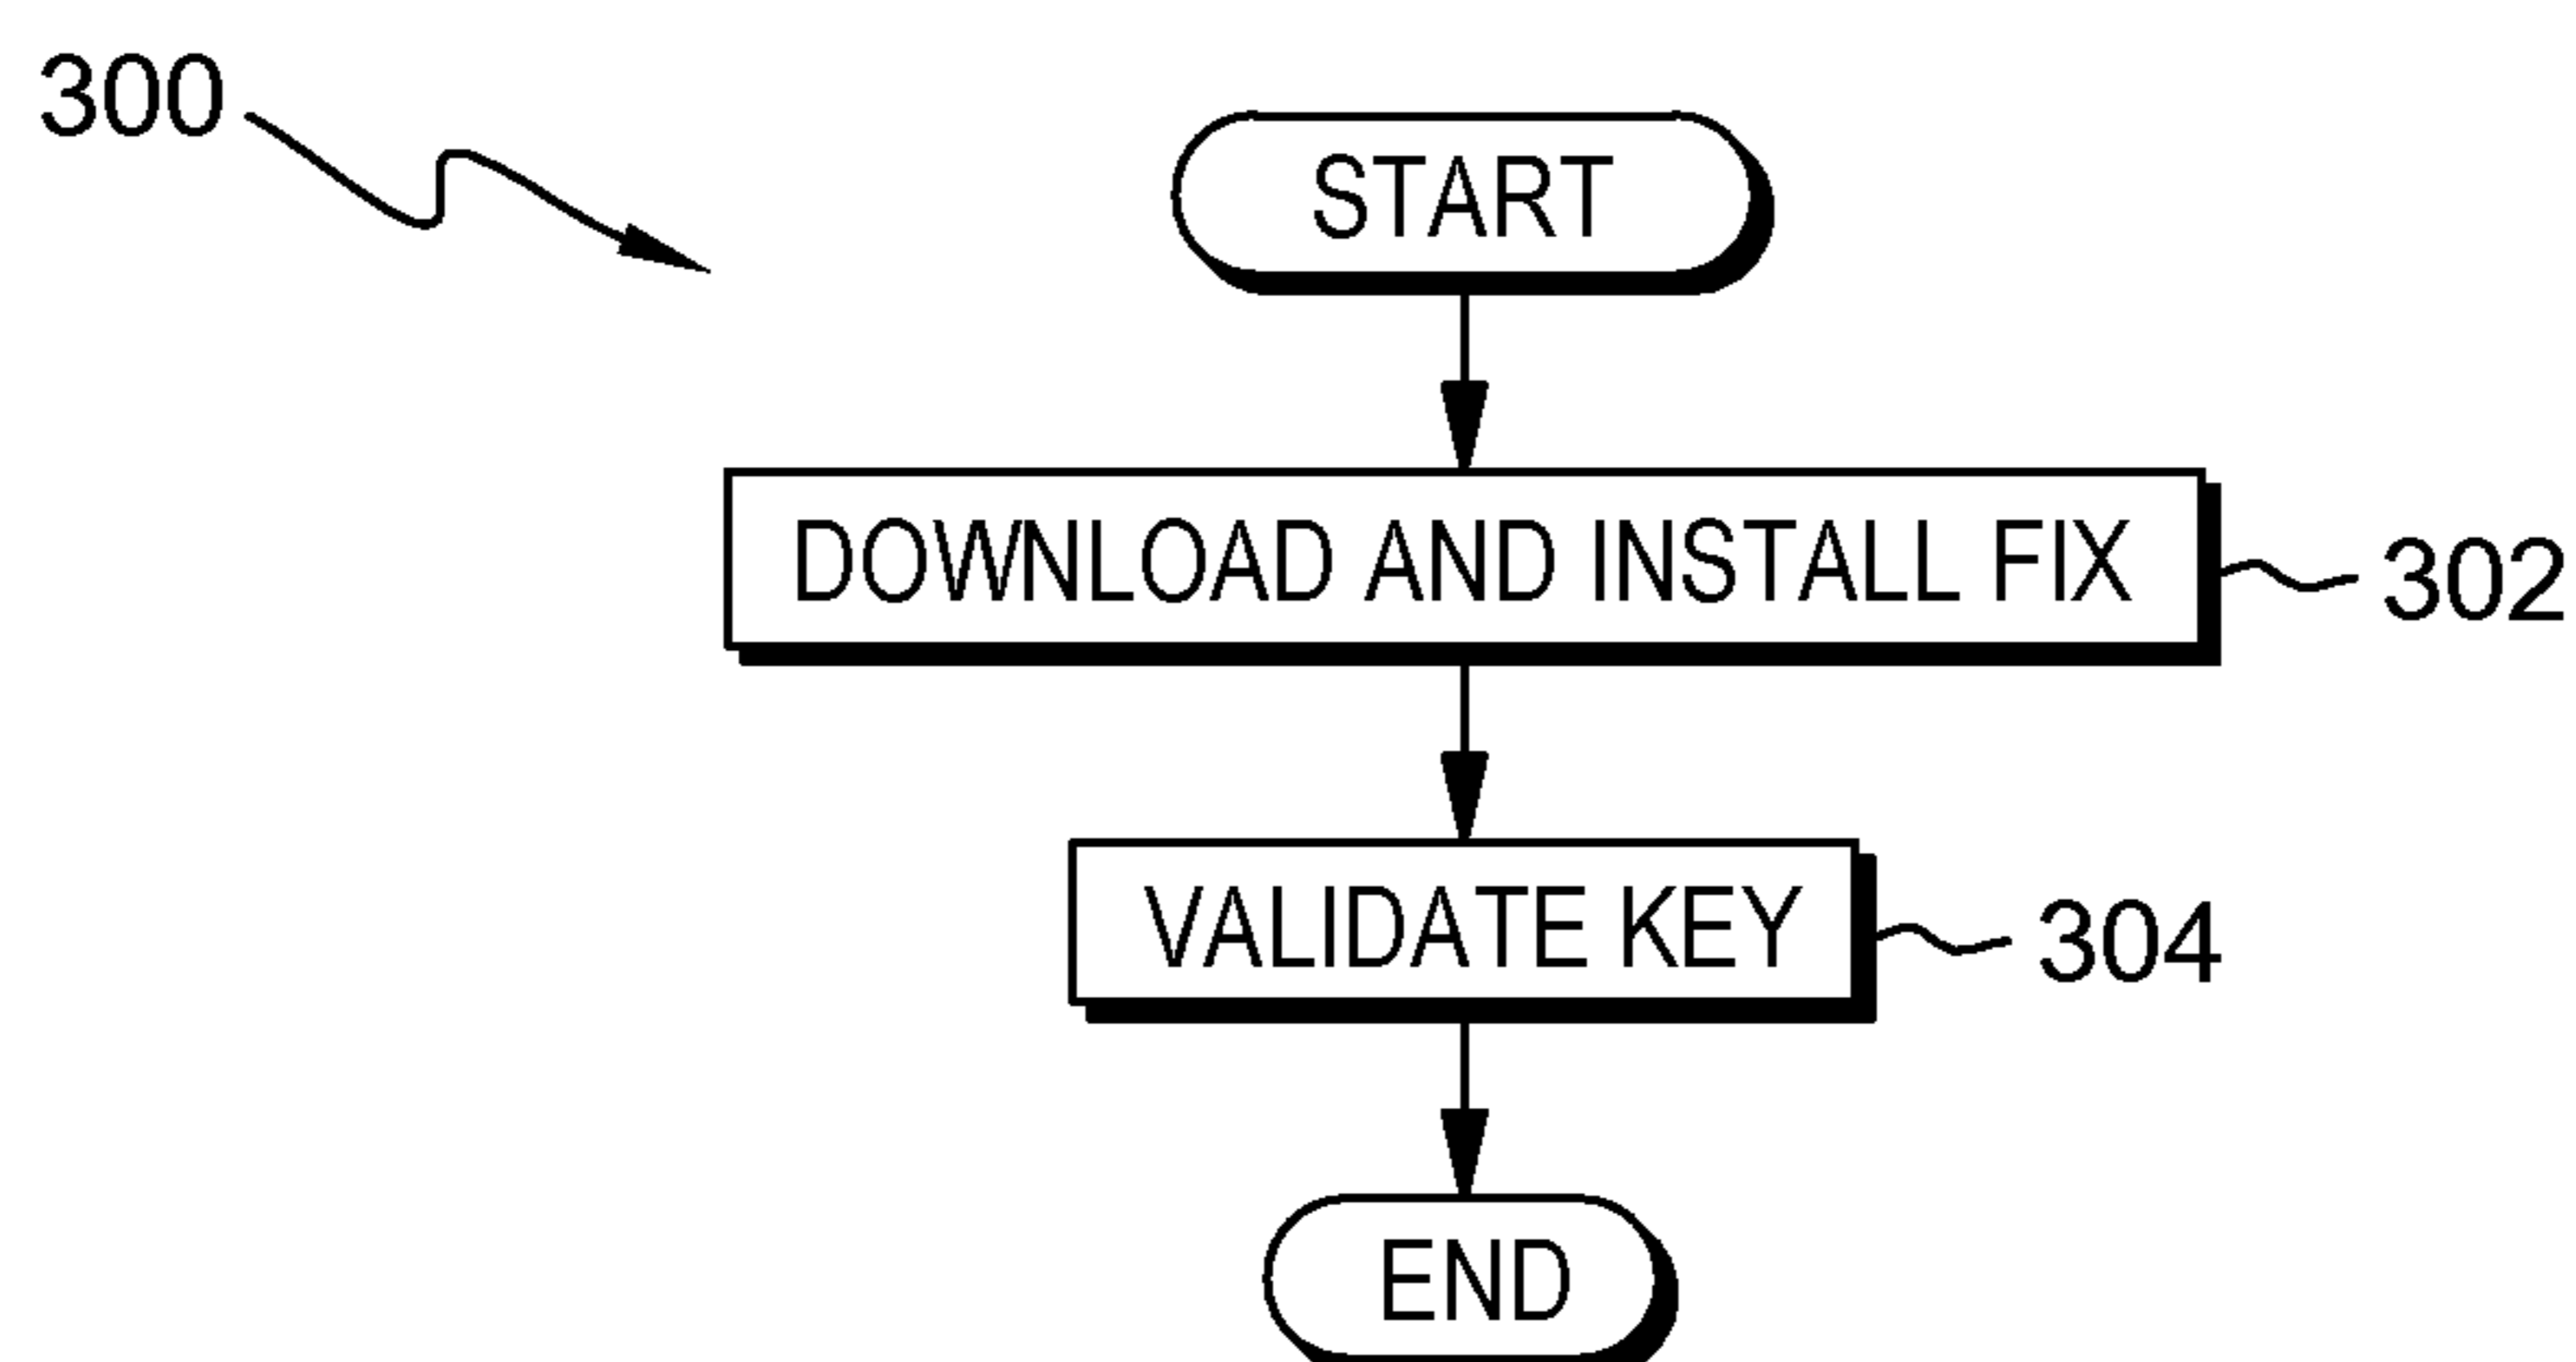 300
START
DOWNLOAD AND INSTALL FIX
302
VALIDATE KEY
304
END